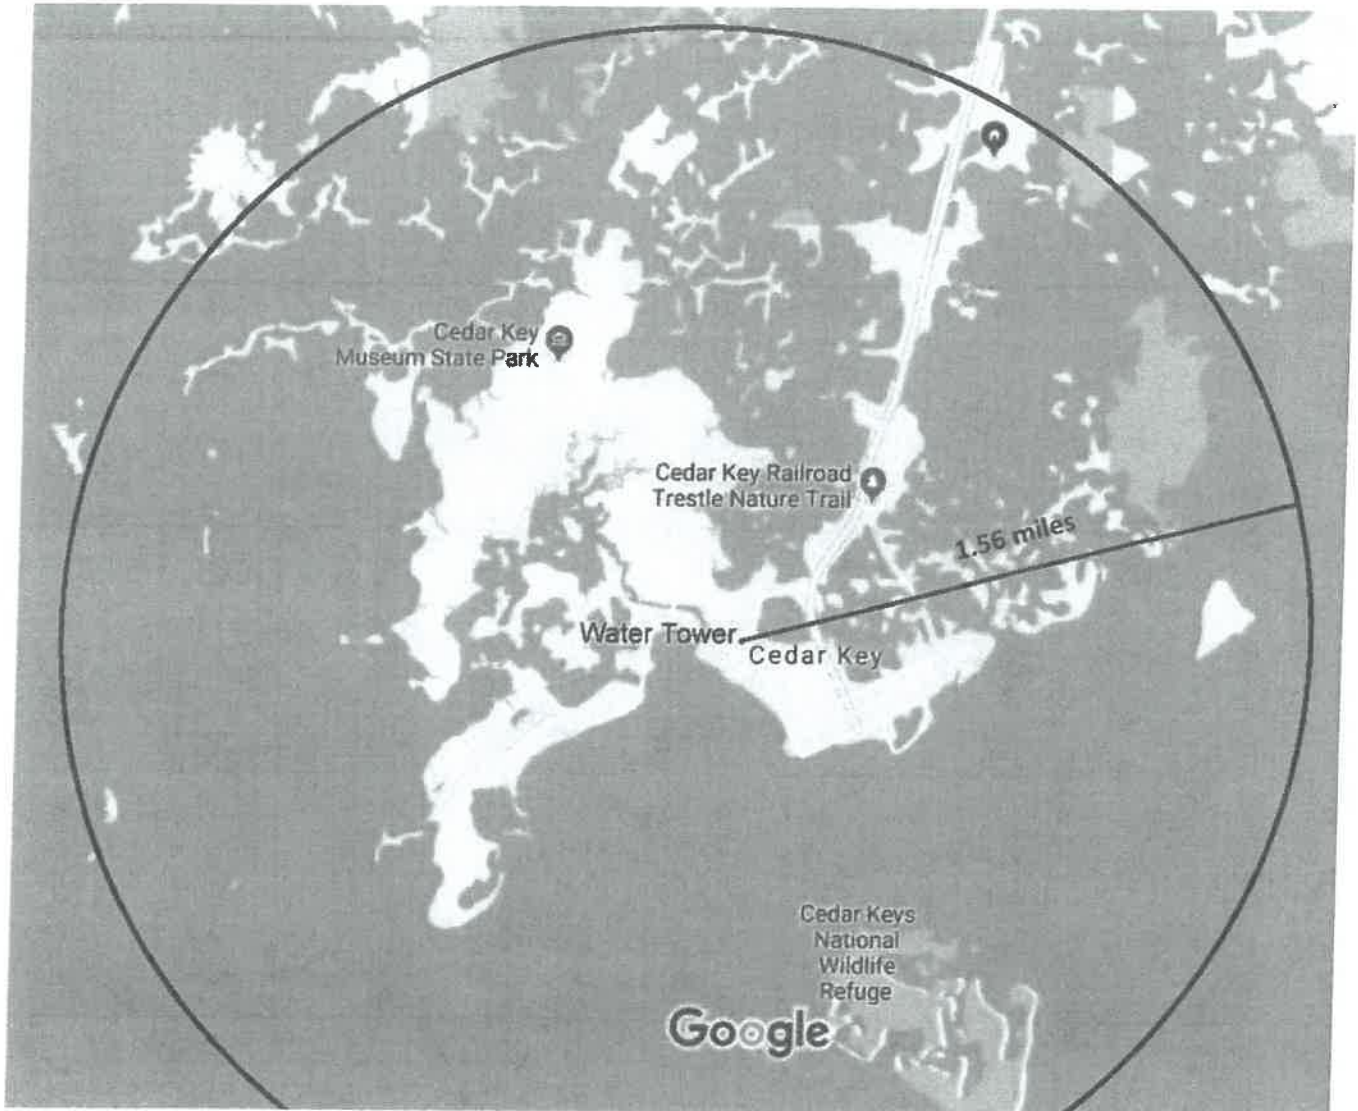 Cedar Key
Museum State Park
Cedar Key Railroad
Trestle Nature Trail
1.56 miles
Water Tower
Cedar Key
Cedar Keys
National
Wildlife
Refuge
Google